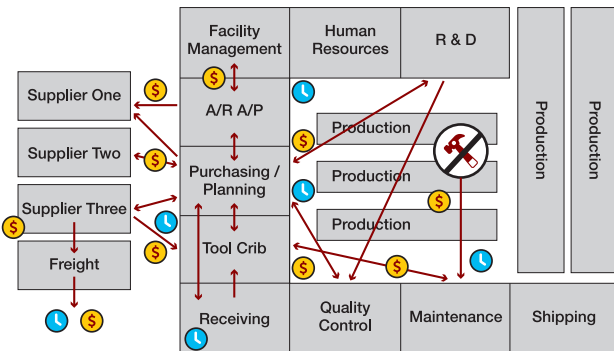 Facility
Management
Human
Resources
R & D
Supplier One
A/R A/P
Production
Production
Production
Supplier Two
Purchasing /
Planning
Production
Supplier Three
Production
Freight
Tool Crib
Receiving
Quality
Control
Maintenance
Shipping
$
$
$
$
$
$
$
$
$
$